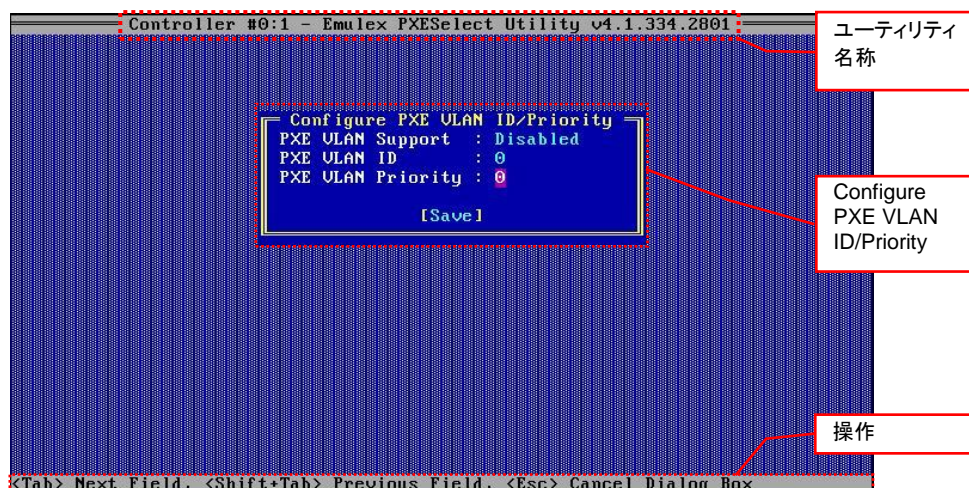 Controller #0:1 - Emulex PXESelect Utility v4.1.334.2801
ユーティリティ
名称
Configure PXE VLAN ID/Priority
PXE VLAN Support : Disabled
PXE VLAN ID : 0
PXE VLAN Priority : 0
[Save]
Configure
PXE VLAN
ID/Priority
操作
<Tab> Next Field, <Shift+Tab> Previous Field, <Esc> Cancel Dialog Box